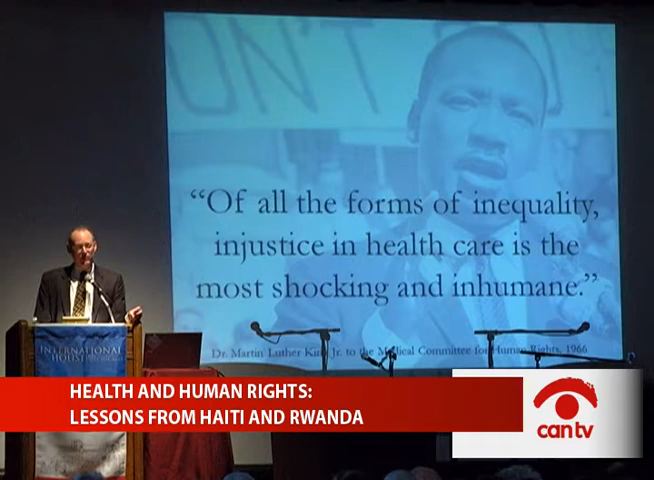 ON'T
“Of all the forms of inequality,
injustice in health care is the
most shocking and inhumane.”
Dr. Martin Luther King Jr. to the Medical Committee for Human Rights, 1966
INTERNATIONAL
HOUSE
HEALTH AND HUMAN RIGHTS:
LESSONS FROM HAITI AND RWANDA
can tv